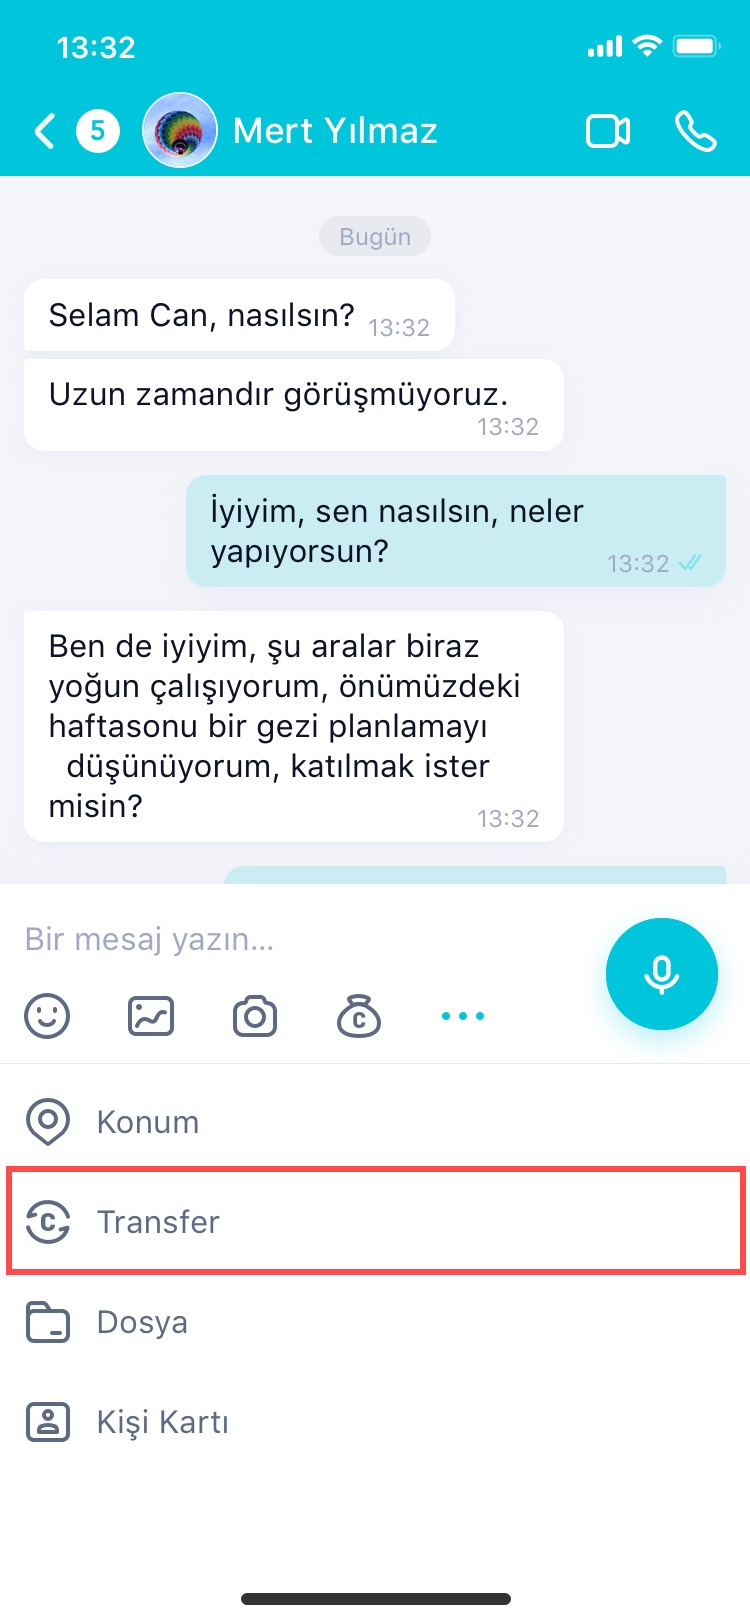 13:32
5
Mert Yılmaz
Bugün
Selam Can, nasılsın? 13:32
Uzun zamandır görüşmüyoruz.
13:32
İyiyim, sen nasılsın, neler
yapıyorsun? 13:32
Ben de iyiyim, şu aralar biraz
yoğun çalışıyorum, önümüzdeki
haftasonu bir gezi planlamayı
düşünüyorum, katılmak ister
misin? 13:32
Bir mesaj yazın...
C
Konum
C Transfer
Dosya
Kişi Kartı